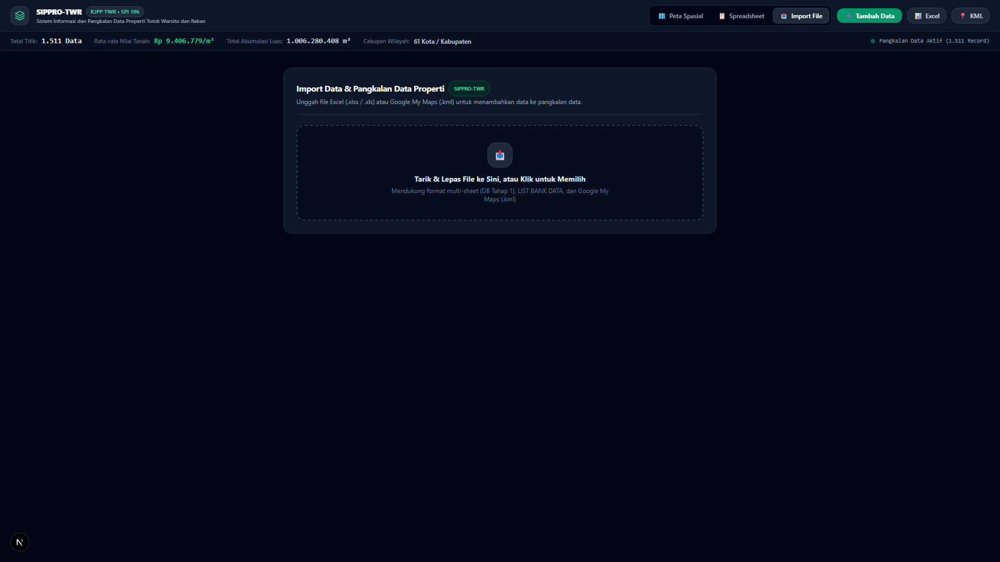 SIPPRO-TWR KJPP TWR • SPI 106
Sistem Informasi dan Pangkalan Data Properti Totok Warsito dan Rekan
Peta Spasial Spreadsheet Import File Tambah Data Excel KML
Total Titik: 1.511 Data Rata-rata Nilai Tanah: Rp 9.406.779/m² Total Akumulasi Luas: 1.006.280.408 m² Cakupan Wilayah: 61 Kota / Kabupaten Pangkalan Data Aktif (1.511 Record)
Import Data & Pangkalan Data Properti SIPPRO-TWR
Unggah file Excel (.xlsx / .xls) atau Google My Maps (.kml) untuk menambahkan data ke pangkalan data.
Tarik & Lepas File ke Sini, atau Klik untuk Memilih
Mendukung format multi-sheet (DB Tahap 1), LIST BANK DATA, dan Google My
Maps (.kml)
N